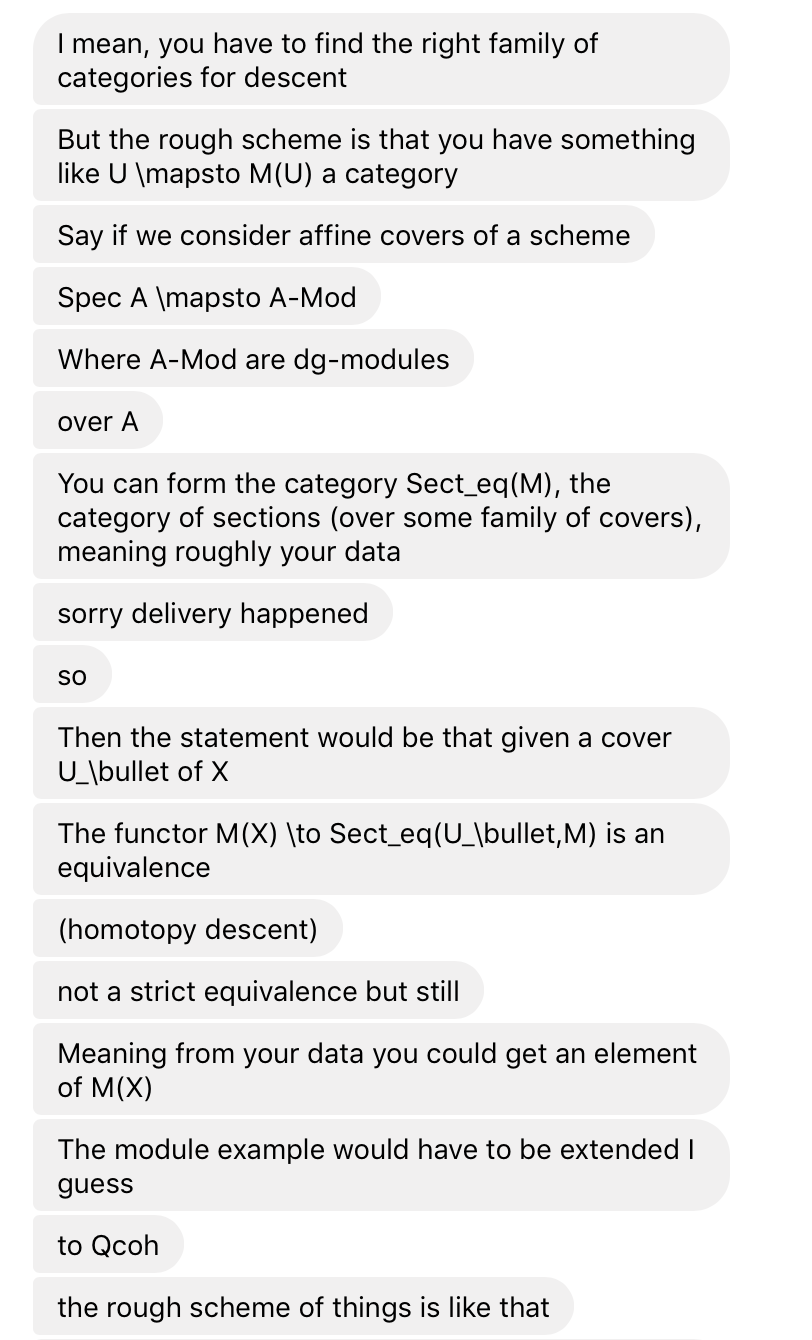 I mean, you have to find the right family of
categories for descent
But the rough scheme is that you have something
like U \mapsto M(U) a category
Say if we consider affine covers of a scheme
Spec A \mapsto A-Mod
Where A-Mod are dg-modules
over A
You can form the category Sect_eq(M), the
category of sections (over some family of covers),
meaning roughly your data
sorry delivery happened
so
Then the statement would be that given a cover
U_\bullet of X
The functor M(X) \to Sect_eq(U_\bullet,M) is an
equivalence
(homotopy descent)
not a strict equivalence but still
Meaning from your data you could get an element
of M(X)
The module example would have to be extended I
guess
to Qcoh
the rough scheme of things is like that